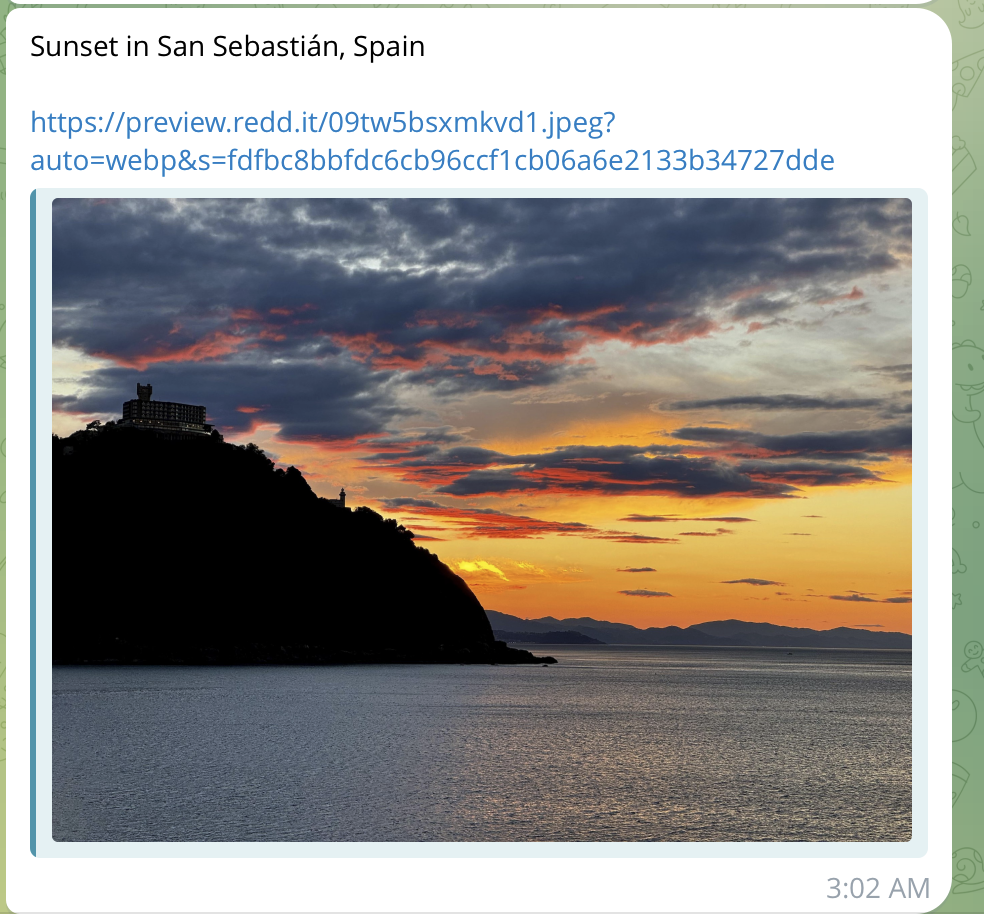 Sunset in San Sebastián, Spain
https://preview.redd.it/09tw5bsxmkvd1.jpeg?
auto=webp&s=fdfbc8bbfdc6cb96ccf1cb06a6e2133b34727dde
3:02 AM